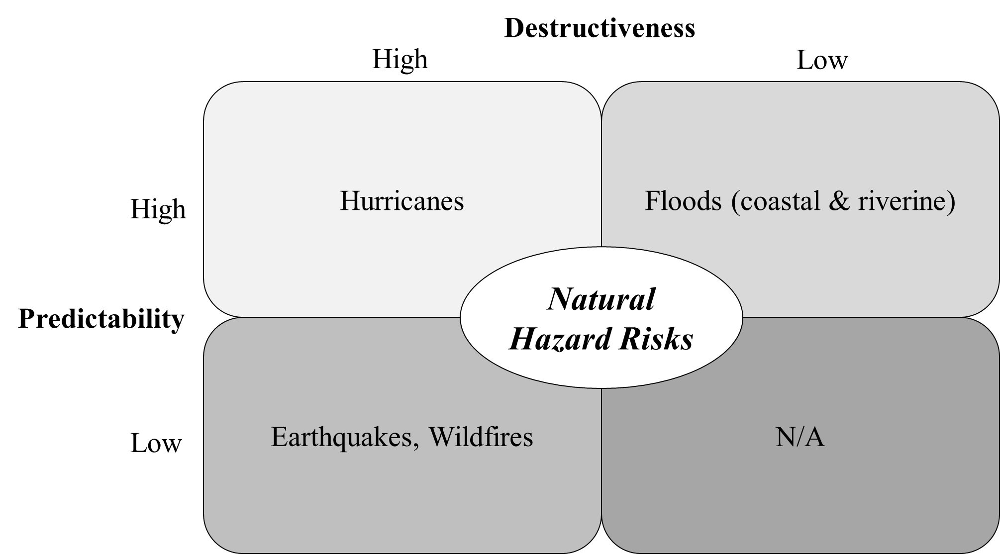 Destructiveness
High
Low
High
Hurricanes
Floods (coastal & riverine)
Natural
Hazard Risks
Predictability
Low
Earthquakes, Wildfires
N/A